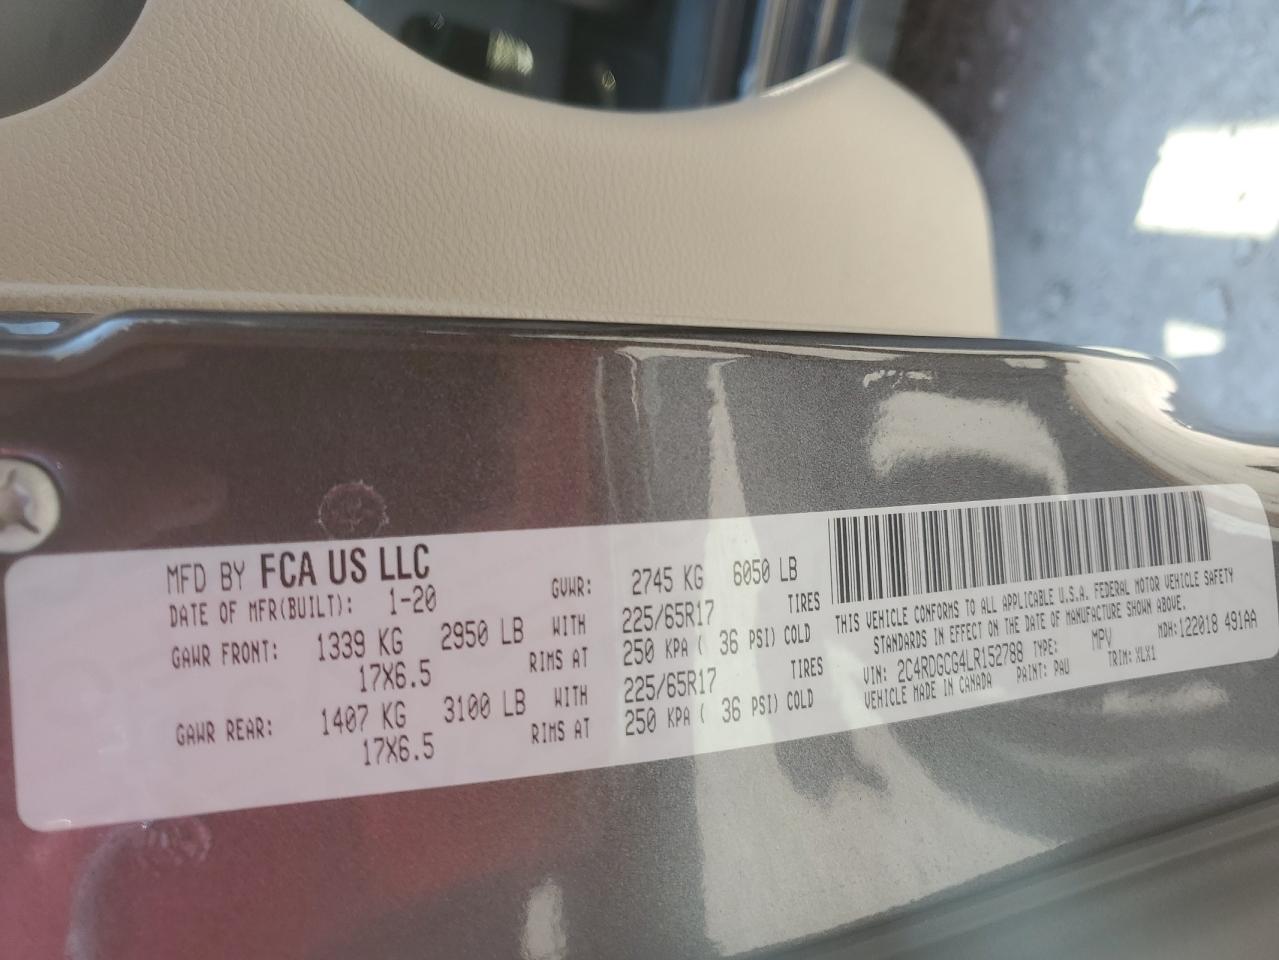 MFD BY FCA US LLC
DATE OF MFR(BUILT): 1-20 GVWR: 2745 KG 6050 LB
GAWR FRONT: 1339 KG 2950 LB WITH 225/65R17 TIRES
17X6.5 RIMS AT 250 KPA ( 36 PSI) COLD
GAWR REAR: 1407 KG 3100 LB WITH 225/65R17 TIRES
17X6.5 RIMS AT 250 KPA ( 36 PSI) COLD
THIS VEHICLE CONFORMS TO ALL APPLICABLE U.S.A. FEDERAL MOTOR VEHICLE SAFETY
STANDARDS IN EFFECT ON THE DATE OF MANUFACTURE SHOWN ABOVE.
VIN: 2C4RDGCG4LR152788 TYPE: MPV MDH:122018 491AA
VEHICLE MADE IN CANADA PAINT: PAU TRIM: XLX1